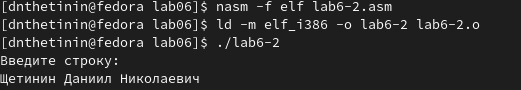 [dnthetinin@fedora lab06]$ nasm -f elf lab6-2.asm
[dnthetinin@fedora lab06]$ ld -m elf_i386 -o lab6-2 lab6-2.o
[dnthetinin@fedora lab06]$ ./lab6-2
Введите строку:
Щетинин Даниил Николаевич